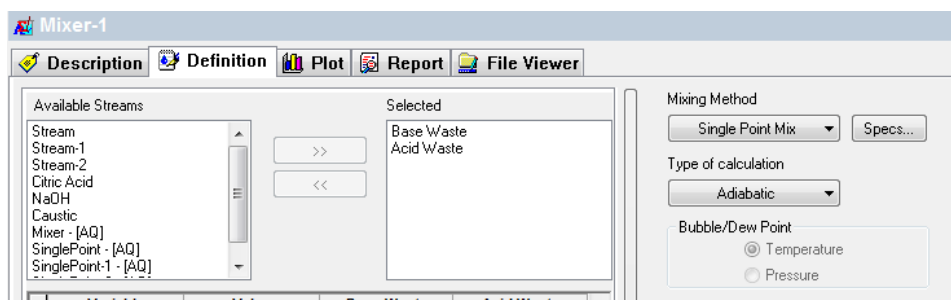 Mixer-1
Description Definition Plot Report File Viewer
Available Streams
Stream
Stream-1
Stream-2
Citric Acid
NaOH
Caustic
Mixer - [AQ]
SinglePoint - [AQ]
SinglePoint-1 - [AQ]
>>
<<
Selected
Base Waste
Acid Waste
Mixing Method
Single Point Mix Specs...
Type of calculation
Adiabatic
Bubble/Dew Point
Temperature
Pressure